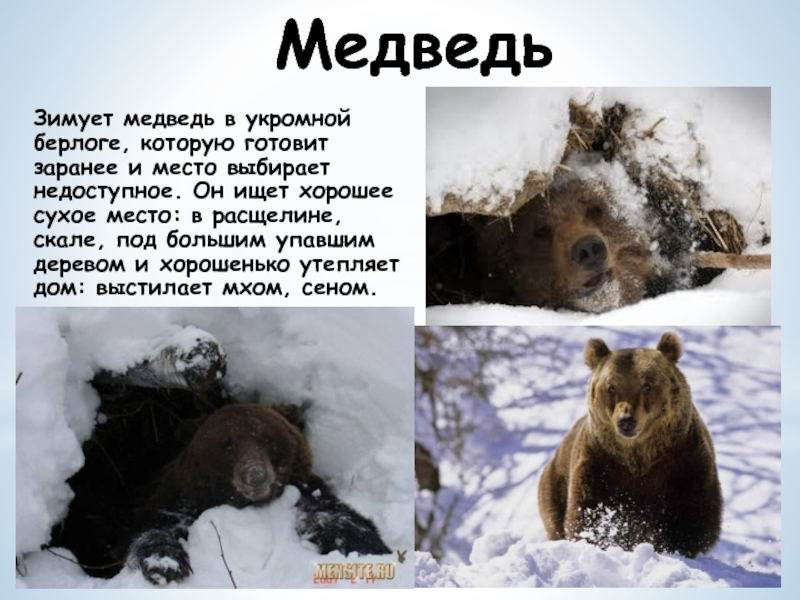 Медведь
Зимует медведь в укромной
берлоге, которую готовит
заранее и место выбирает
недоступное. Он ищет хорошее
сухое место: в расщелине,
скале, под большим упавшим
деревом и хорошенько утепляет
дом: выстилает мхом, сеном.
MENSITE.RU